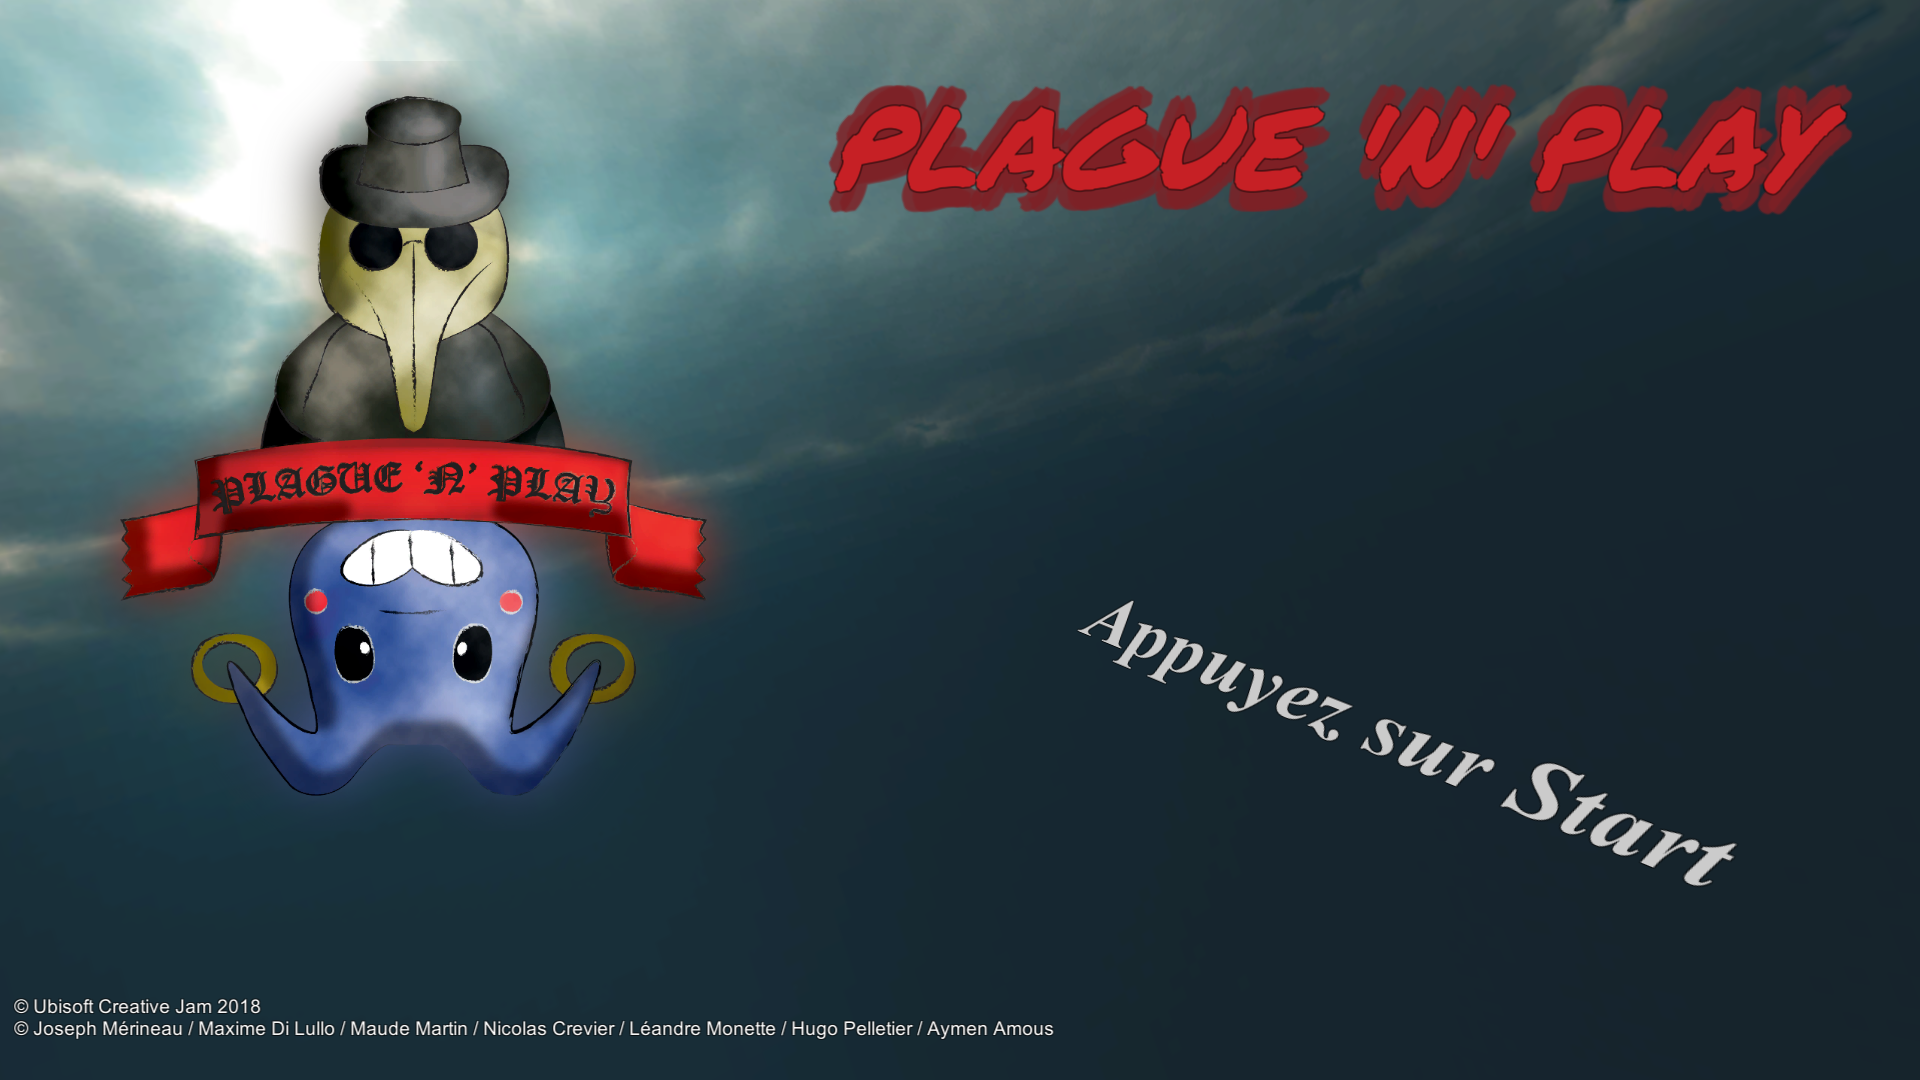 PLAGUE 'N' PLAY
PLAGUE ‘N’ PLAY
Appuyez sur Start
© Ubisoft Creative Jam 2018
© Joseph Mérineau / Maxime Di Lullo / Maude Martin / Nicolas Crevier / Léandre Monette / Hugo Pelletier / Aymen Amous